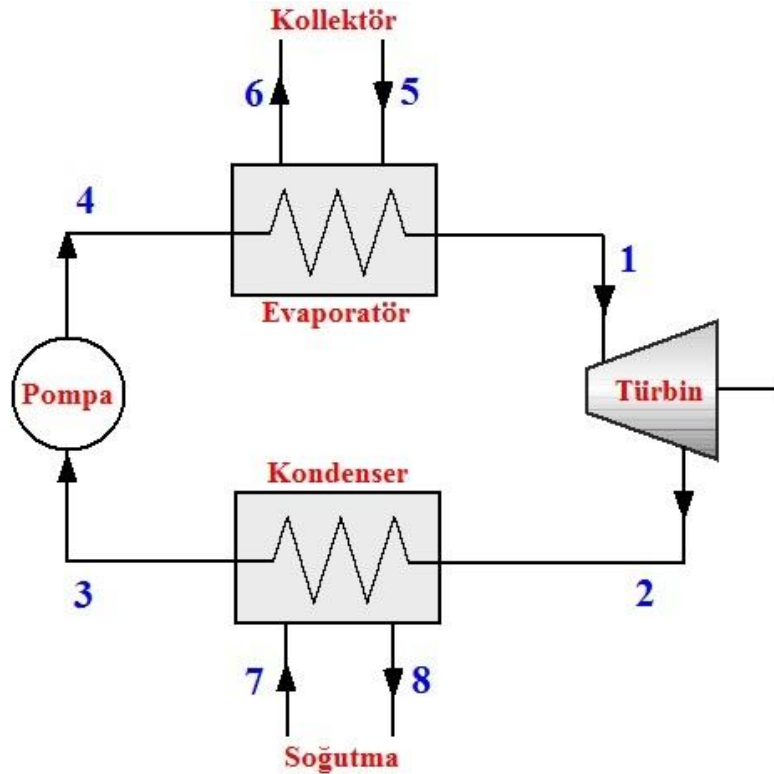 Kollektör
6 5
4
1
Evaporatör
Pompa
Türbin
Kondenser
3
2
7 8
Soğutma